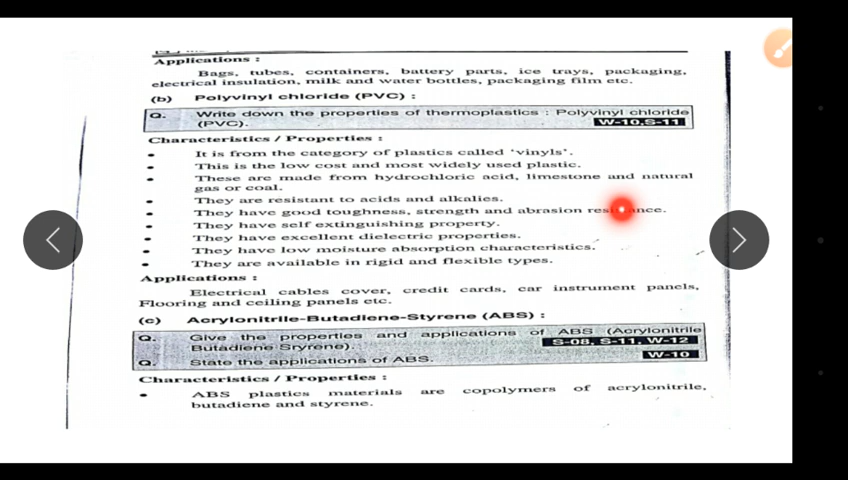 Applications :
Bags, tubes, containers, battery parts, ice trays, packaging,
electrical insulation, milk and water bottles, packaging film etc.
(b) Polyvinyl chloride (PVC) :
Q. Write down the properties of thermoplastics : Polyvinyl chloride
(PVC). W-10,S-11
Characteristics / Properties :
• It is from the category of plastics called 'vinyls'.
• This is the low cost and most widely used plastic.
• These are made from hydrochloric acid, limestone and natural
gas or coal.
• They are resistant to acids and alkalies.
• They have good toughness, strength and abrasion resistance.
• They have self extinguishing property.
• They have excellent dielectric properties.
• They have low moisture absorption characteristics.
• They are available in rigid and flexible types.
Applications :
Electrical cables cover, credit cards, car instrument panels,
Flooring and ceiling panels etc.
(c) Acrylonitrile-Butadiene-Styrene (ABS) :
Q. Give the properties and applications of ABS (Acrylonitrile
Butadiene Sryrene). S-08, S-11, W-12
Q. State the applications of ABS. W-10
Characteristics / Properties :
• ABS plastics materials are copolymers of acrylonitrile,
butadiene and styrene.